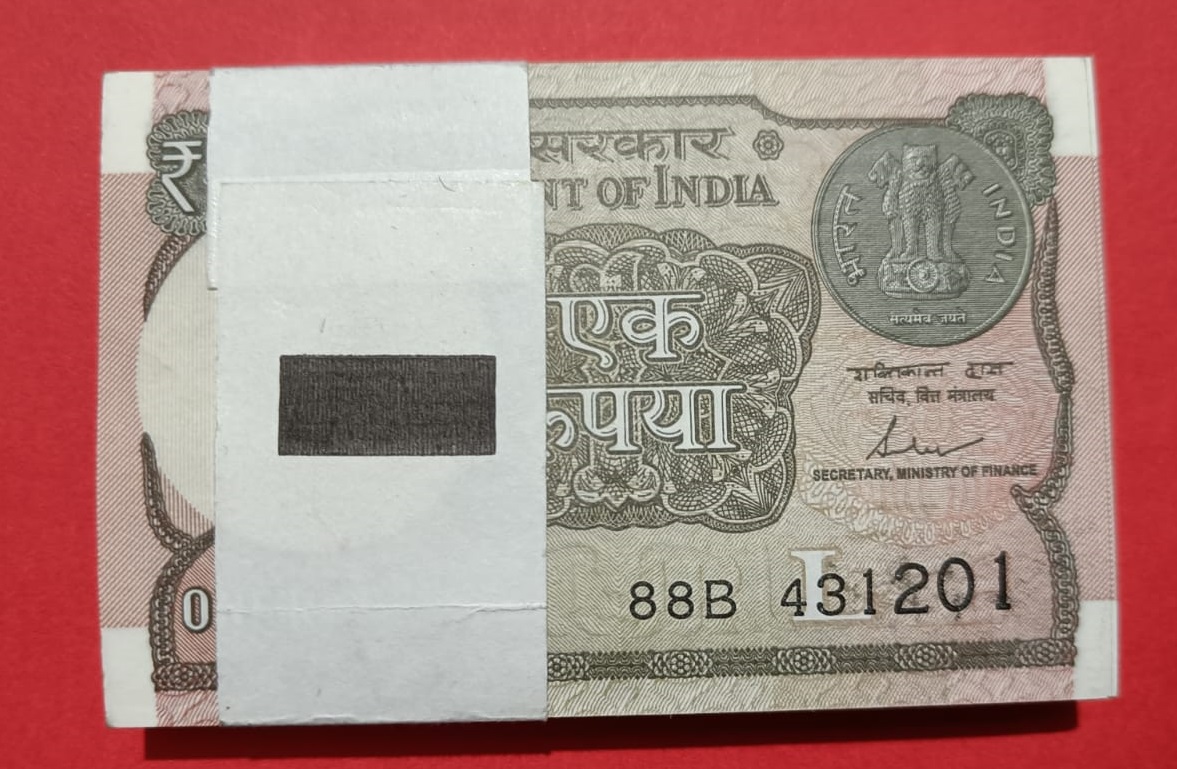 ₹
सरकार
NT OF INDIA
भारत INDIA
सत्यमेव जयते
एक
रुपया
शक्तिकान्त दास
सचिव, वित्त मंत्रालय
SECRETARY, MINISTRY OF FINANCE
L
0
88B 431201